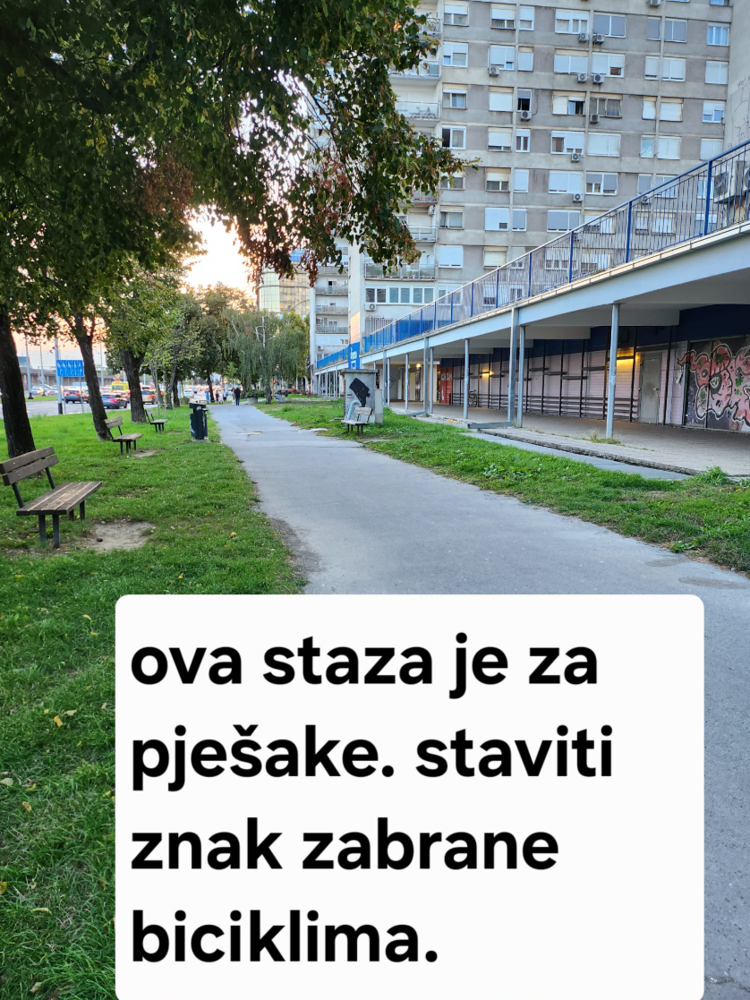 ova staza je za
pješake. staviti
znak zabrane
biciklima.